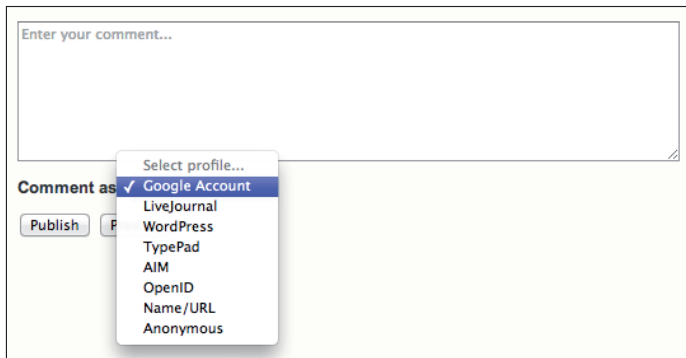 Enter your comment...
Select profile...
Comment as ✓ Google Account
LiveJournal
WordPress
Publish
TypePad
AIM
OpenID
Name/URL
Anonymous